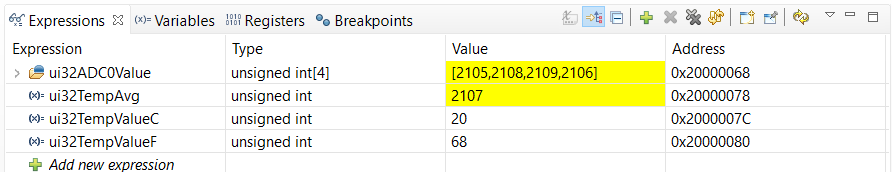 Expressions Variables Registers Breakpoints
Expression Type Value Address
ui32ADC0Value unsigned int[4] [2105,2108,2109,2106] 0x20000068
(x)= ui32TempAvg unsigned int 2107 0x20000078
(x)= ui32TempValueC unsigned int 20 0x2000007C
(x)= ui32TempValueF unsigned int 68 0x20000080
Add new expression